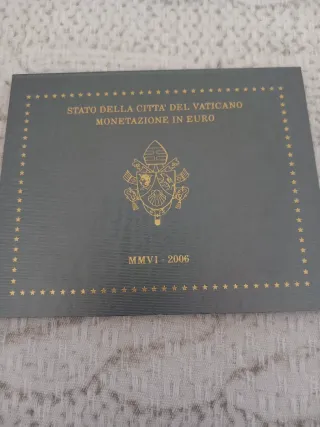 STATO DELLA CITTA' DEL VATICANO
MONETAZIONE IN EURO
MMVI - 2006